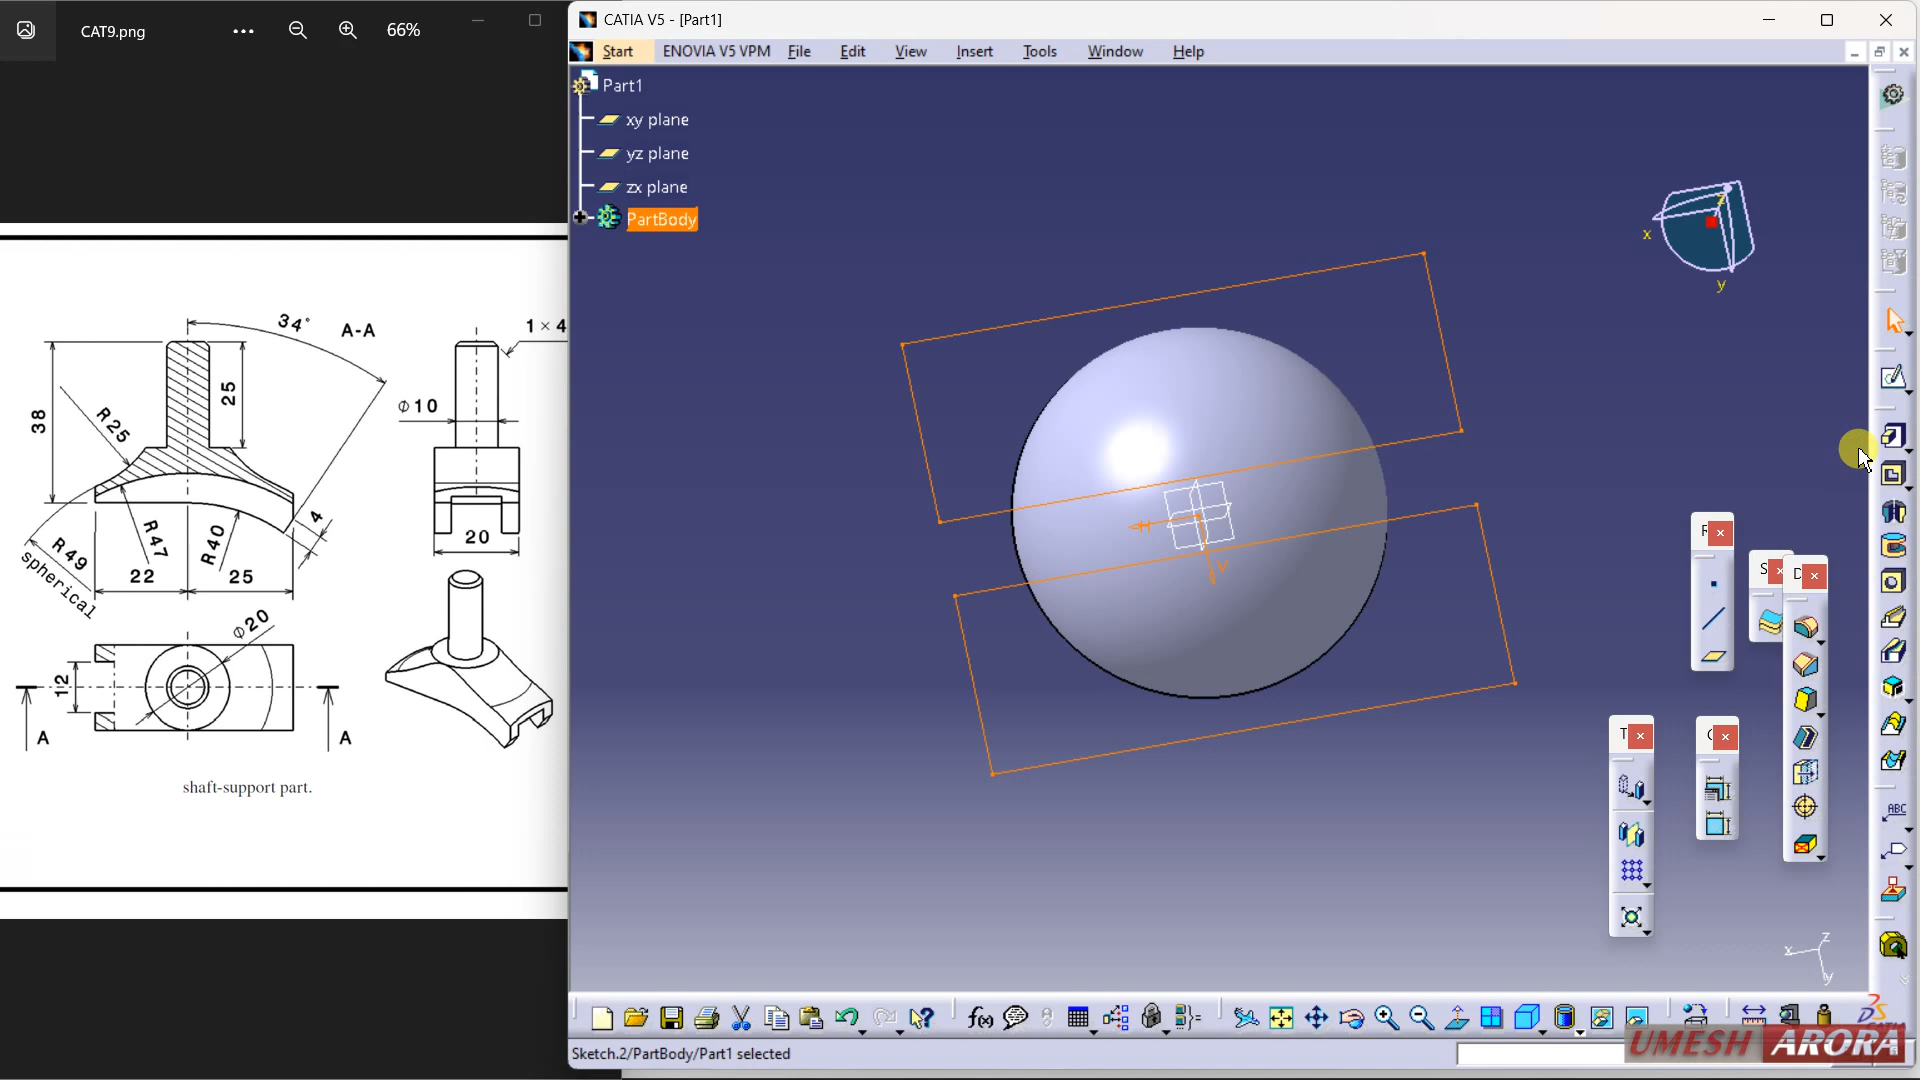 CAT9.png
66%
CATIA V5 - [Part1]
Start ENOVIA V5 VPM File Edit View Insert Tools Window Help
Part1
xy plane
yz plane
zx plane
PartBody
z
x
y
H
V
34°
A-A
1 × 4
38
25
R25
Φ10
R47
R40
4
R49
spherical
22
25
20
Φ20
12
A
A
shaft-support part.
R
S
D
T
ABC
z
x
y
f(x)
UMESH ARORA
Sketch.2/PartBody/Part1 selected